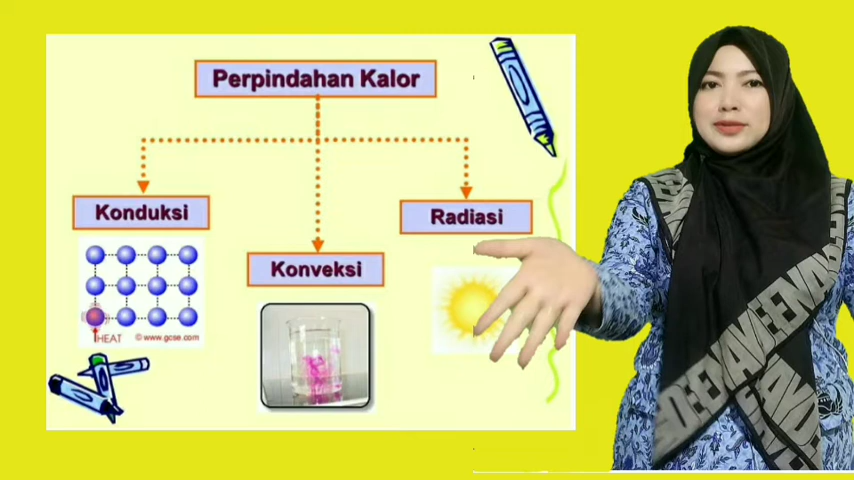 Perpindahan Kalor
Konduksi
Radiasi
Konveksi
HEAT © www.gcse.com